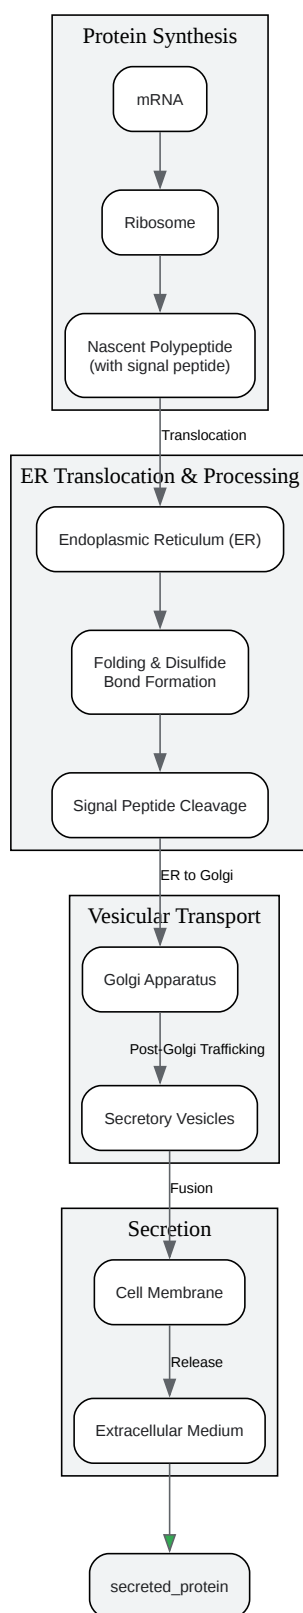 Protein Synthesis
mRNA
Ribosome
Nascent Polypeptide
(with signal peptide)
Translocation
ER Translocation & Processing
Endoplasmic Reticulum (ER)
Folding & Disulfide
Bond Formation
Signal Peptide Cleavage
ER to Golgi
Vesicular Transport
Golgi Apparatus
Post-Golgi Trafficking
Secretory Vesicles
Fusion
Secretion
Cell Membrane
Release
Extracellular Medium
secreted_protein